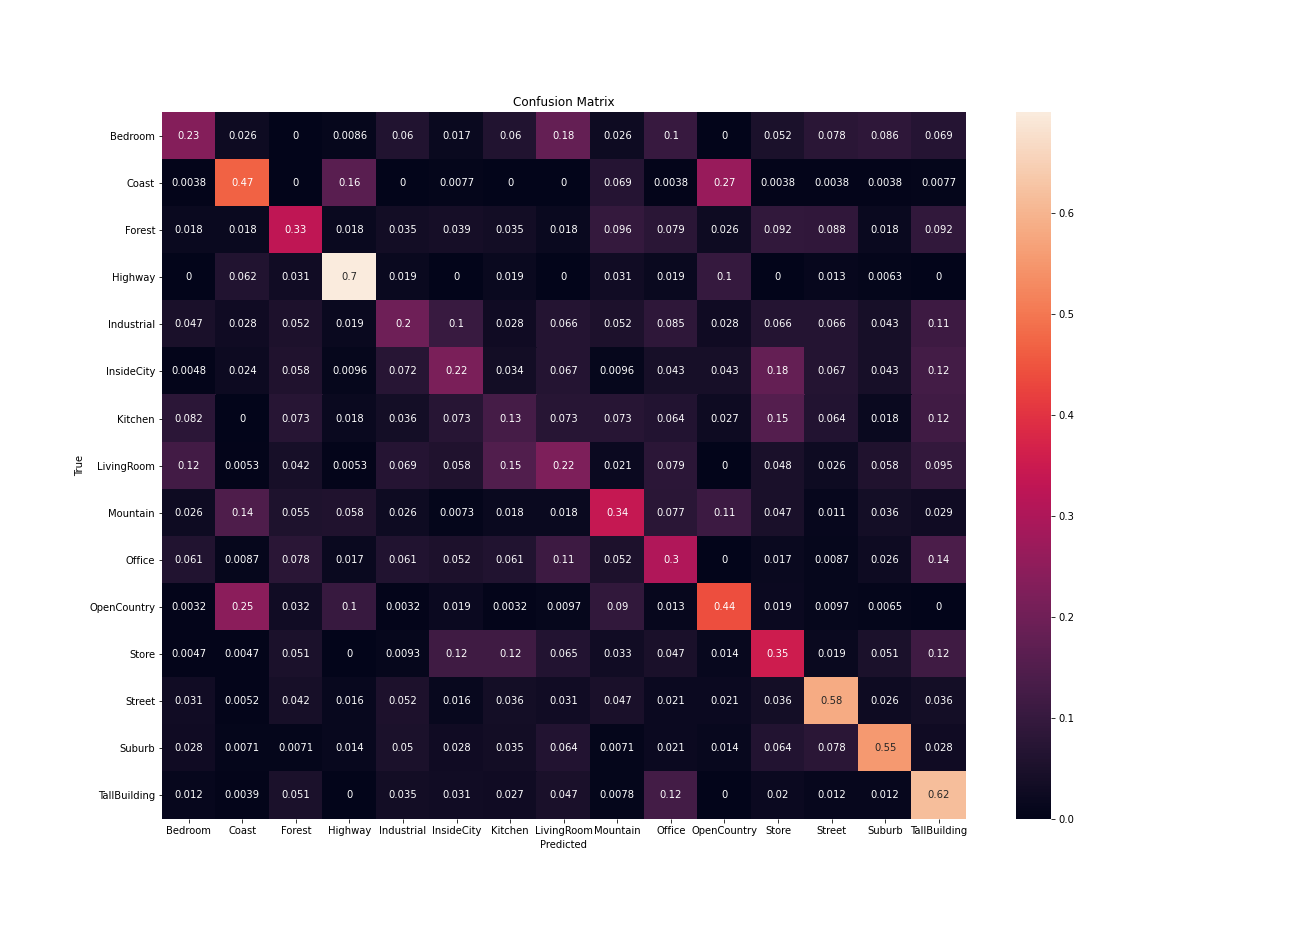 Confusion Matrix
Bedroom 0.23 0.026 0 0.0086 0.06 0.017 0.06 0.18 0.026 0.1 0 0.052 0.078 0.086 0.069
Coast 0.0038 0.47 0 0.16 0 0.0077 0 0 0.069 0.0038 0.27 0.0038 0.0038 0.0038 0.0077
0.6
Forest 0.018 0.018 0.33 0.018 0.035 0.039 0.035 0.018 0.096 0.079 0.026 0.092 0.088 0.018 0.092
Highway 0 0.062 0.031 0.7 0.019 0 0.019 0 0.031 0.019 0.1 0 0.013 0.0063 0
0.5
Industrial 0.047 0.028 0.052 0.019 0.2 0.1 0.028 0.066 0.052 0.085 0.028 0.066 0.066 0.043 0.11
InsideCity 0.0048 0.024 0.058 0.0096 0.072 0.22 0.034 0.067 0.0096 0.043 0.043 0.18 0.067 0.043 0.12
0.4
Kitchen 0.082 0 0.073 0.018 0.036 0.073 0.13 0.073 0.073 0.064 0.027 0.15 0.064 0.018 0.12
True
LivingRoom 0.12 0.0053 0.042 0.0053 0.069 0.058 0.15 0.22 0.021 0.079 0 0.048 0.026 0.058 0.095
Mountain 0.026 0.14 0.055 0.058 0.026 0.0073 0.018 0.018 0.34 0.077 0.11 0.047 0.011 0.036 0.029
0.3
Office 0.061 0.0087 0.078 0.017 0.061 0.052 0.061 0.11 0.052 0.3 0 0.017 0.0087 0.026 0.14
OpenCountry 0.0032 0.25 0.032 0.1 0.0032 0.019 0.0032 0.0097 0.09 0.013 0.44 0.019 0.0097 0.0065 0
0.2
Store 0.0047 0.0047 0.051 0 0.0093 0.12 0.12 0.065 0.033 0.047 0.014 0.35 0.019 0.051 0.12
Street 0.031 0.0052 0.042 0.016 0.052 0.016 0.036 0.031 0.047 0.021 0.021 0.036 0.58 0.026 0.036
0.1
Suburb 0.028 0.0071 0.0071 0.014 0.05 0.028 0.035 0.064 0.0071 0.021 0.014 0.064 0.078 0.55 0.028
TallBuilding 0.012 0.0039 0.051 0 0.035 0.031 0.027 0.047 0.0078 0.12 0 0.02 0.012 0.012 0.62
0.0
Bedroom Coast Forest Highway Industrial InsideCity Kitchen LivingRoom Mountain Office OpenCountry Store Street Suburb TallBuilding
Predicted